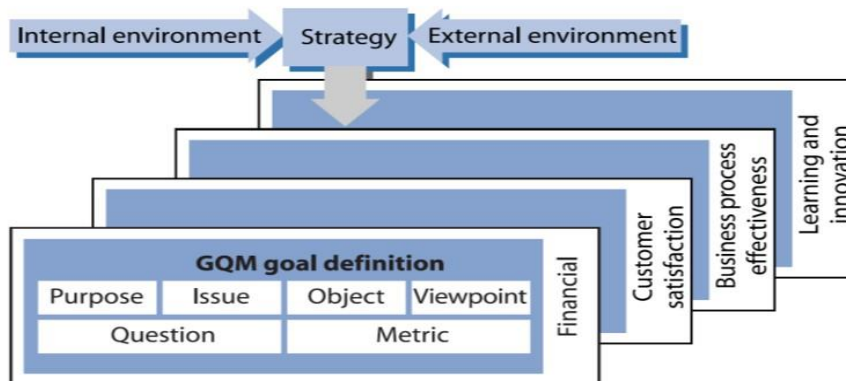 Internal environment
Strategy
External environment
GQM goal definition
Purpose
Issue
Object
Viewpoint
Question
Metric
Financial
Customer
satisfaction
Business process
effectiveness
Learning and
innovation